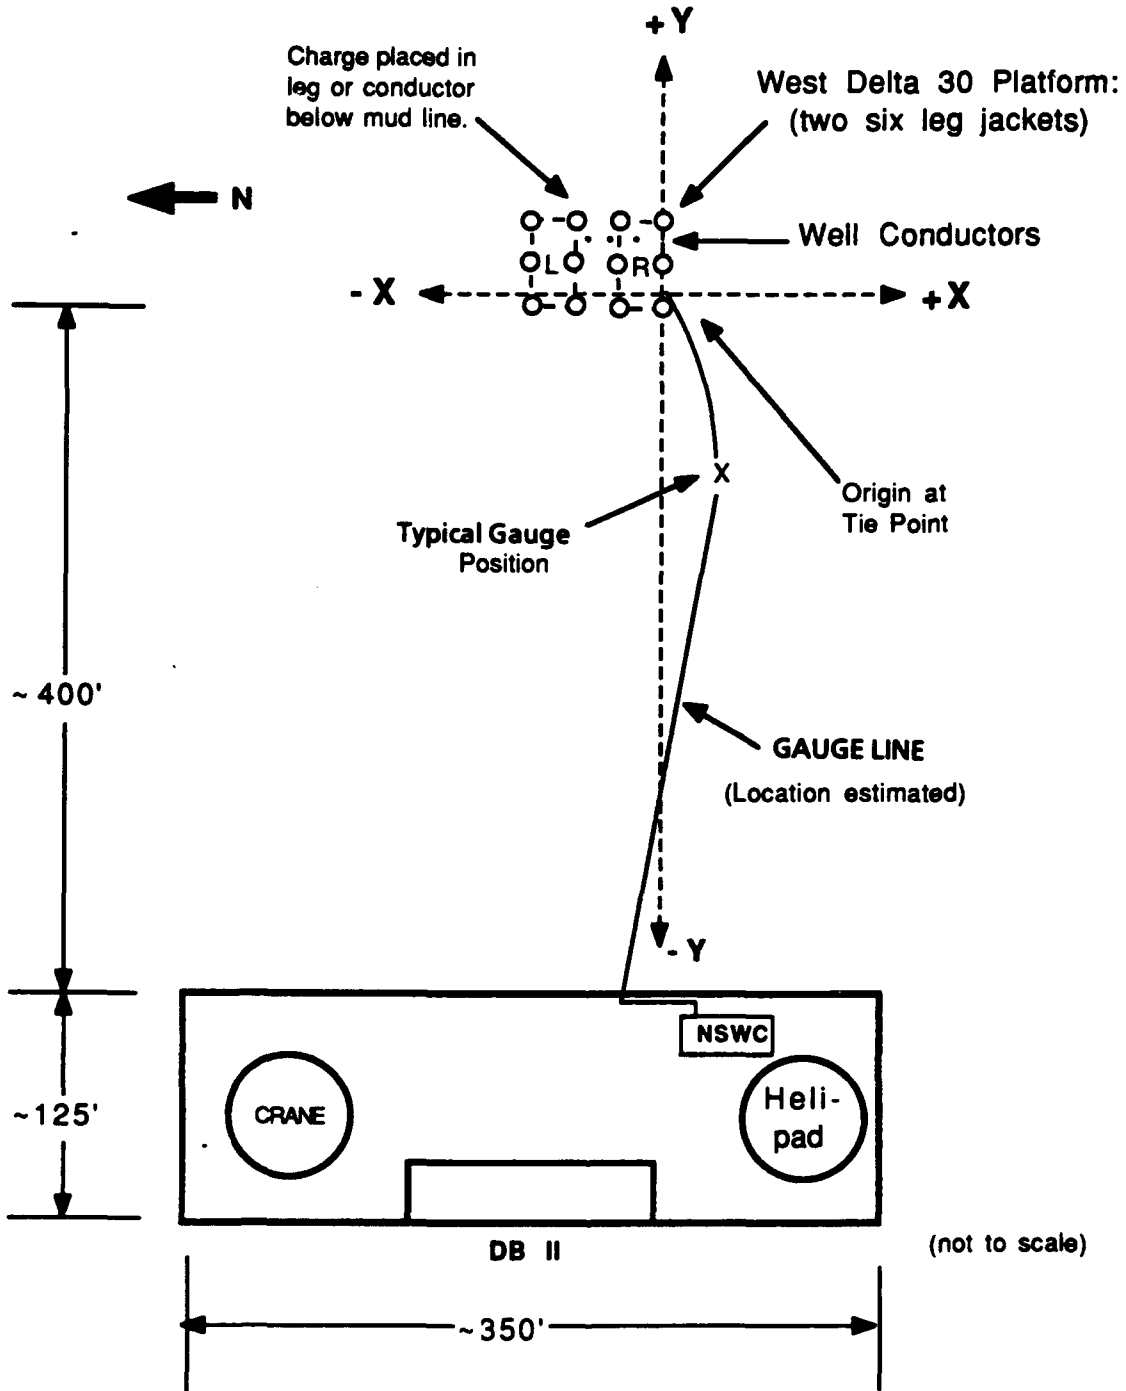 +Y
Charge placed in
leg or conductor
below mud line.
West Delta 30 Platform:
(two six leg jackets)
N
Well Conductors
L
R
-X
+X
X
Origin at
Tie Point
Typical Gauge
Position
~400'
GAUGE LINE
(Location estimated)
-Y
NSWC
~125'
CRANE
Heli-
pad
DB II
(not to scale)
~350'